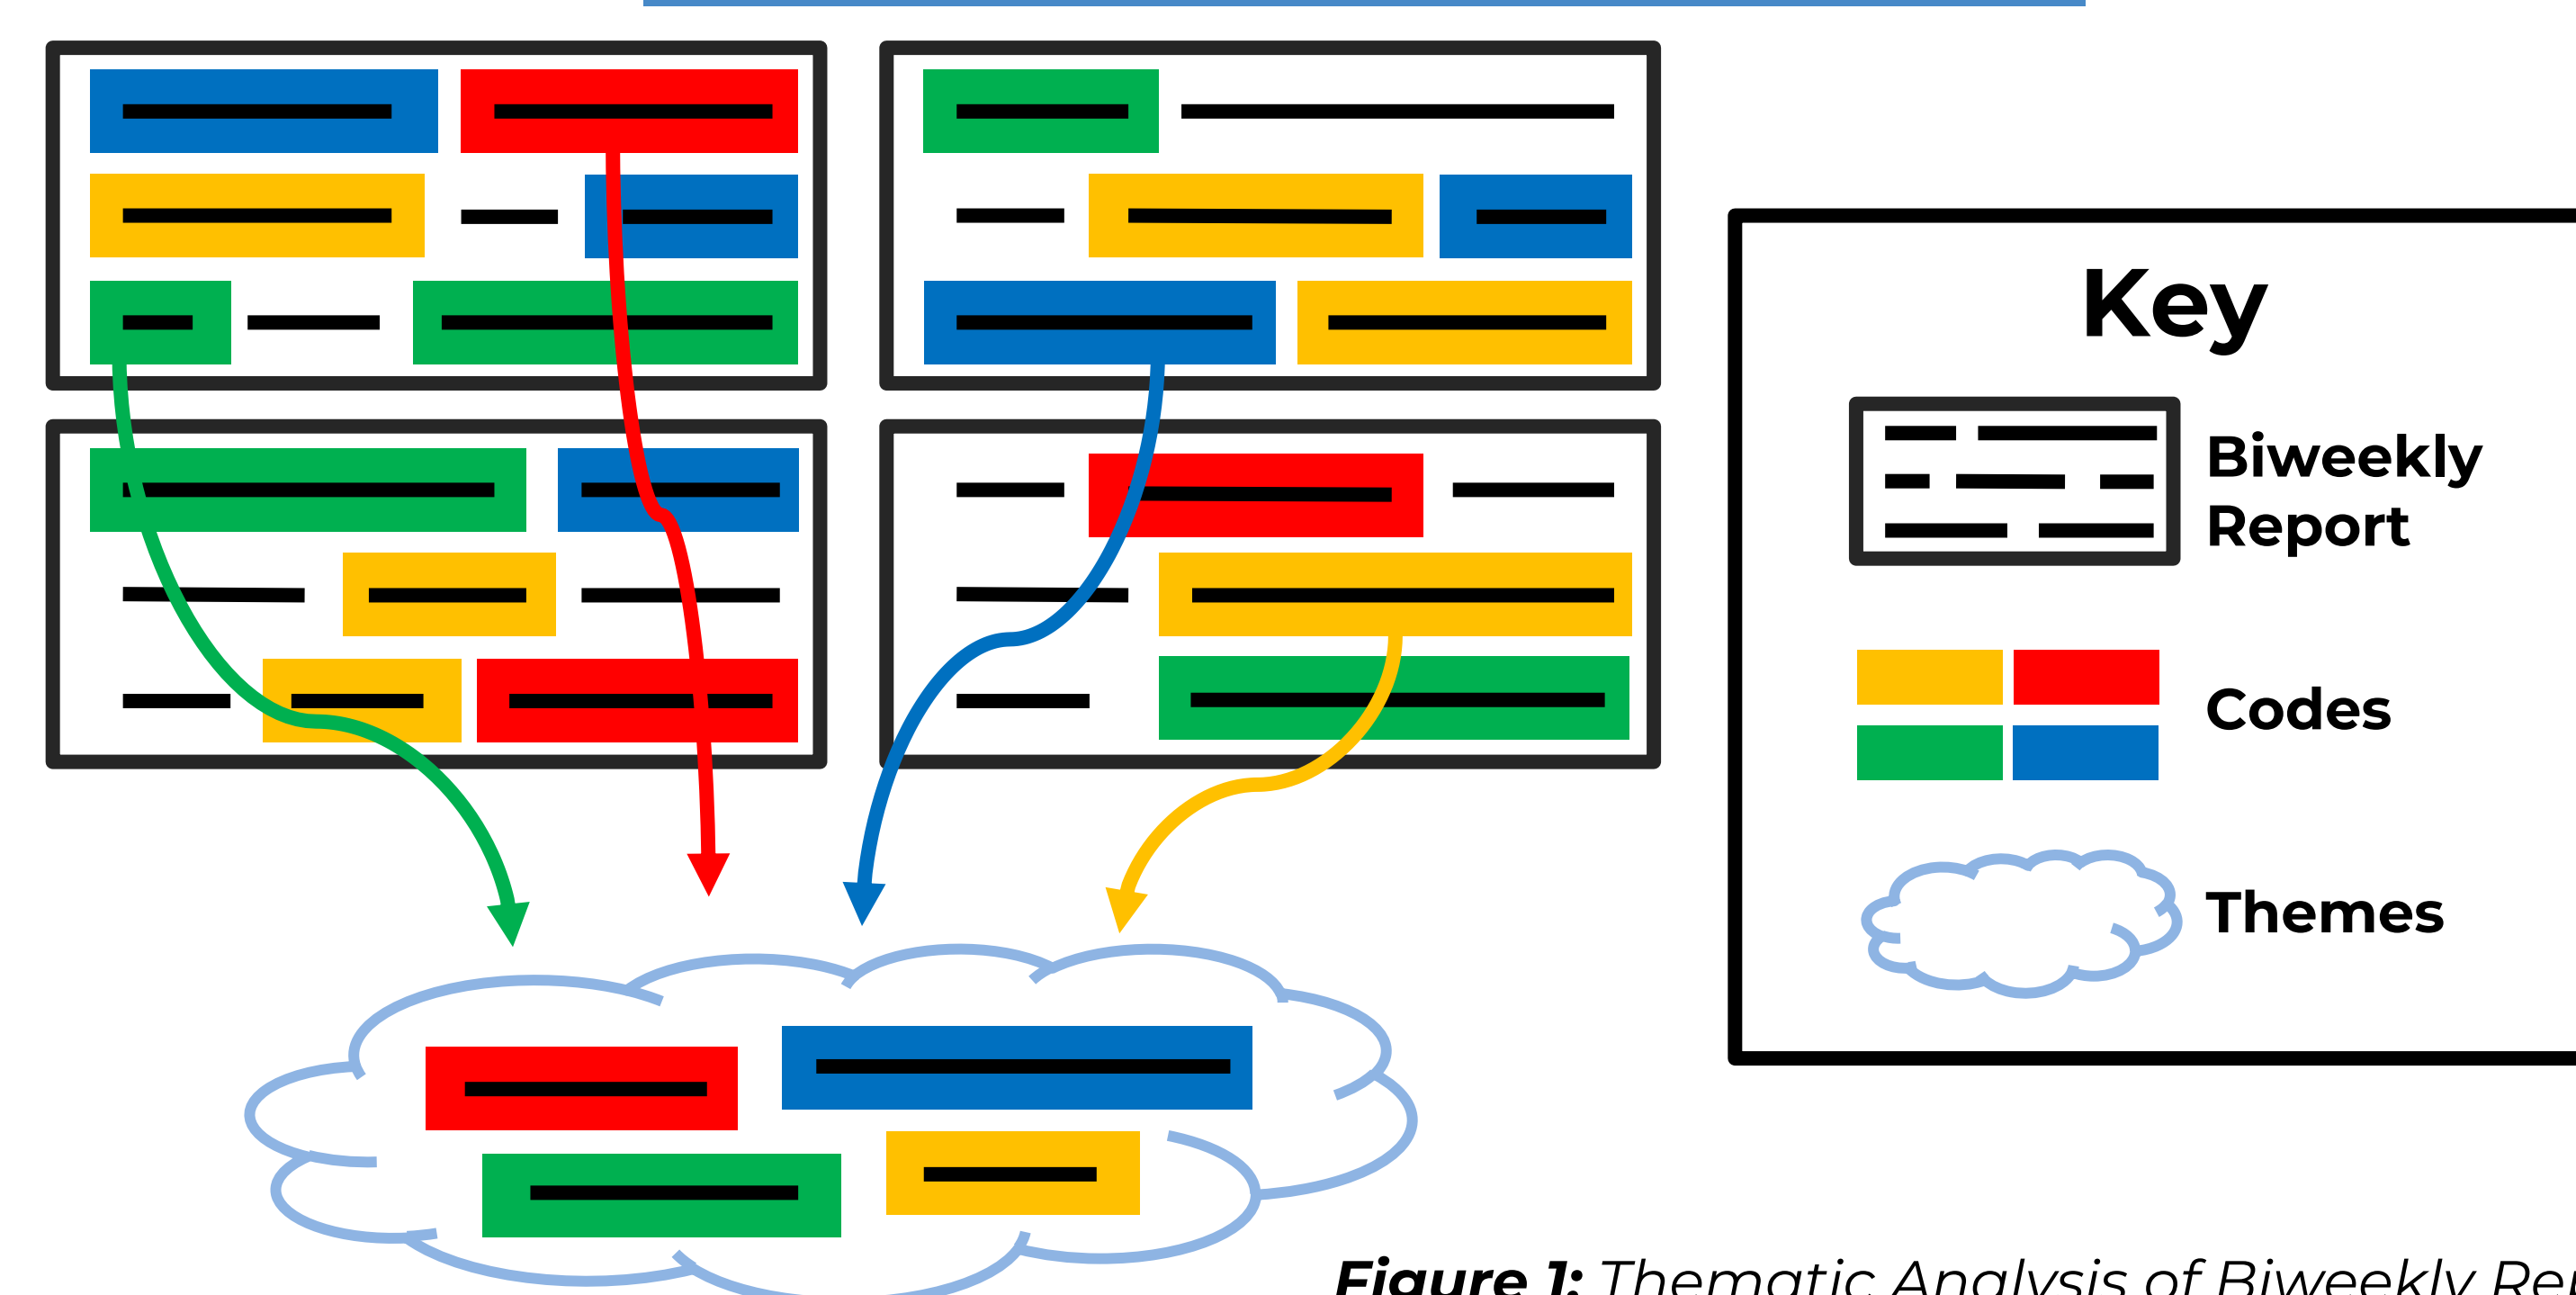 Key
Biweekly
Report
Codes
Themes
Figure 1: Thematic Analysis of Biweekly